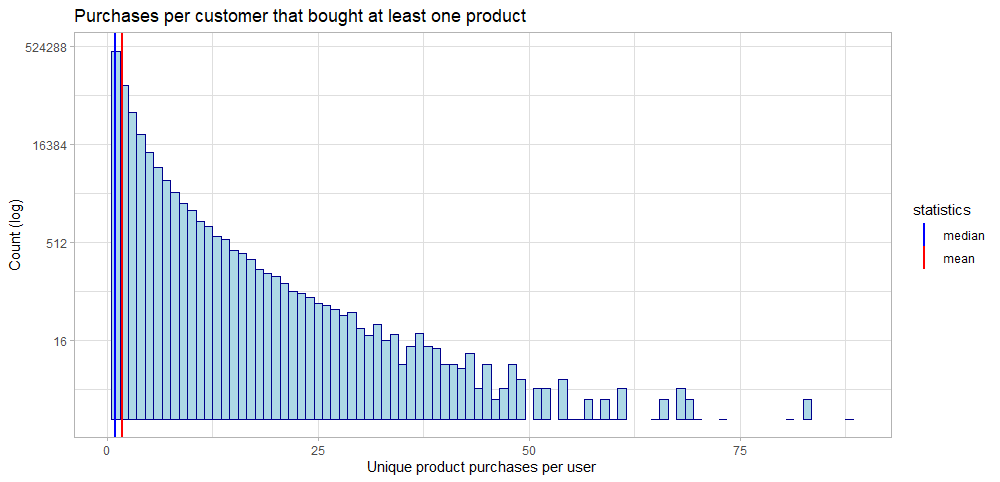 Purchases per customer that bought at least one product
524288
16384
512
16
Count (log)
0
25
50
75
Unique product purchases per user
statistics
median
mean